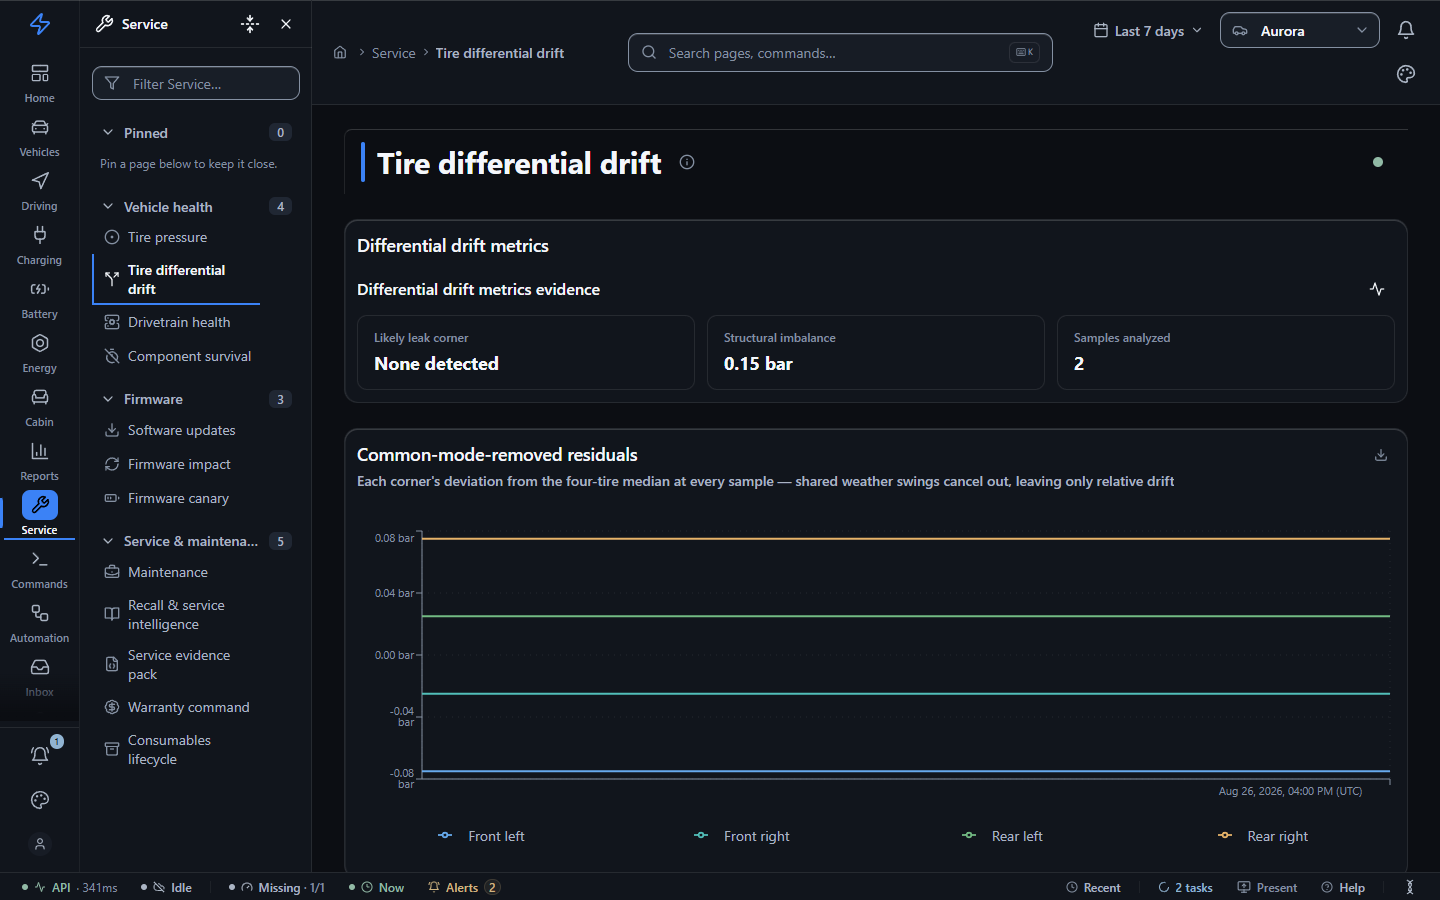 Service
Home
Vehicles
Driving
Charging
Battery
Energy
Cabin
Reports
Service
Commands
Automation
Inbox
1
Filter Service...
Pinned 0
Pin a page below to keep it close.
Vehicle health 4
Tire pressure
Tire differential
drift
Drivetrain health
Component survival
Firmware 3
Software updates
Firmware impact
Firmware canary
Service & maintena... 5
Maintenance
Recall & service
intelligence
Service evidence
pack
Warranty command
Consumables
lifecycle
Service
Tire differential drift
Search pages, commands...
K
Last 7 days
Aurora
Tire differential drift
Differential drift metrics
Differential drift metrics evidence
Likely leak corner
None detected
Structural imbalance
0.15 bar
Samples analyzed
2
Common-mode-removed residuals
Each corner's deviation from the four-tire median at every sample — shared weather swings cancel out, leaving only relative drift
0.08 bar
0.04 bar
0.00 bar
-0.04
bar
-0.08
bar
Aug 26, 2026, 04:00 PM (UTC)
Front left
Front right
Rear left
Rear right
API · 341ms
Idle
Missing · 1/1
Now
Alerts 2
Recent
2 tasks
Present
Help